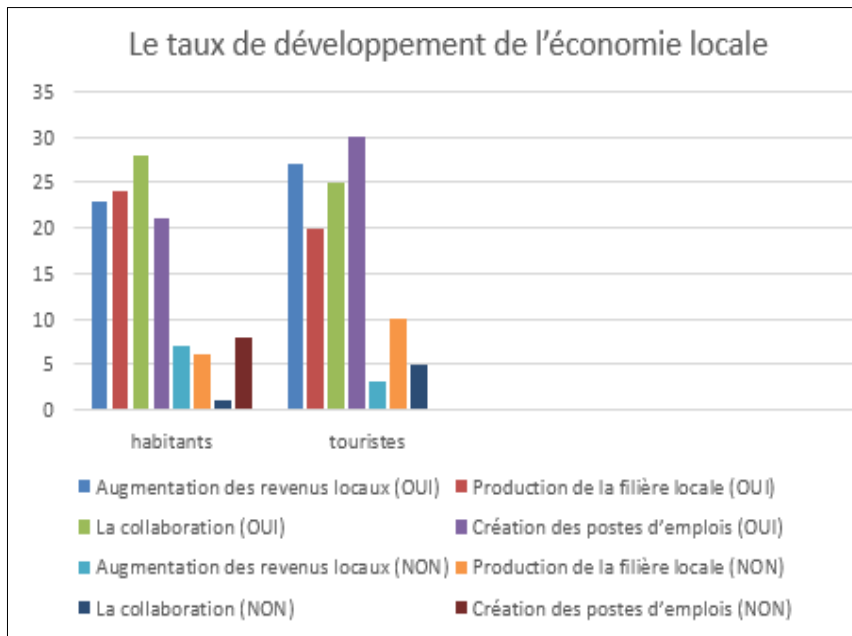 Le taux de développement de l’économie locale
35
30
25
20
15
10
5
0
habitants touristes
Augmentation des revenus locaux (OUI) Production de la filière locale (OUI)
La collaboration (OUI) Création des postes d’emplois (OUI)
Augmentation des revenus locaux (NON) Production de la filière locale (NON)
La collaboration (NON) Création des postes d’emplois (NON)